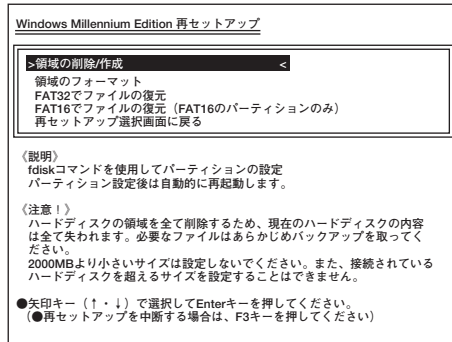 Windows Millennium Edition 再セットアップ
>領域の削除/作成 <
領域のフォーマット
FAT32でファイルの復元
FAT16でファイルの復元（FAT16のパーティションのみ）
再セットアップ選択画面に戻る
《説明》
fdiskコマンドを使用してパーティションの設定
パーティション設定後は自動的に再起動します。
《注意！》
ハードディスクの領域を全て削除するため、現在のハードディスクの内容
は全て失われます。必要なファイルはあらかじめバックアップを取ってく
ださい。
2000MBより小さいサイズは設定しないでください。また、接続されている
ハードディスクを超えるサイズを設定することはできません。
●矢印キー（↑・↓）で選択してEnterキーを押してください。
（●再セットアップを中断する場合は、F3キーを押してください）